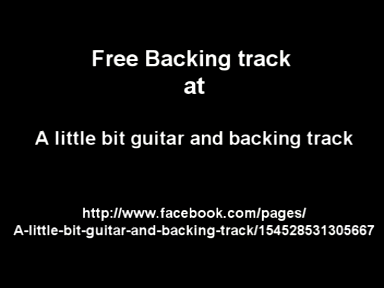 Free Backing track
at
A little bit guitar and backing track
http://www.facebook.com/pages/
A-little-bit-guitar-and-backing-track/154528531305667